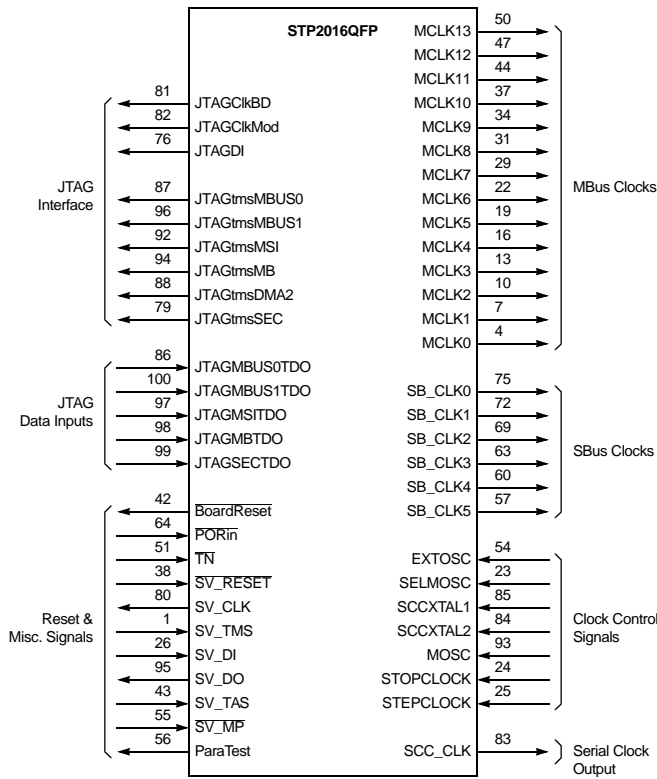 STP2016QFP
JTAG
Interface
81 JTAGClkBD
82 JTAGClkMod
76 JTAGDI
87 JTAGtmsMBUS0
96 JTAGtmsMBUS1
92 JTAGtmsMSI
94 JTAGtmsMB
88 JTAGtmsDMA2
79 JTAGtmsSEC
JTAG
Data Inputs
86 JTAGMBUS0TDO
100 JTAGMBUS1TDO
97 JTAGMSITDO
98 JTAGMBTDO
99 JTAGSECTDO
Reset &
Misc. Signals
42 BoardReset
64 PORin
51 TN
38 SV_RESET
80 SV_CLK
1 SV_TMS
26 SV_DI
95 SV_DO
43 SV_TAS
55 SV_MP
56 ParaTest
MCLK13 50
MCLK12 47
MCLK11 44
MCLK10 37
MCLK9 34
MCLK8 31
MCLK7 29
MCLK6 22
MCLK5 19
MCLK4 16
MCLK3 13
MCLK2 10
MCLK1 7
MCLK0 4
MBus Clocks
SB_CLK0 75
SB_CLK1 72
SB_CLK2 69
SB_CLK3 63
SB_CLK4 60
SB_CLK5 57
SBus Clocks
EXTOSC 54
SELMOSC 23
SCCXTAL1 85
SCCXTAL2 84
MOSC 93
STOPCLOCK 24
STEPCLOCK 25
Clock Control
Signals
SCC_CLK 83
Serial Clock
Output